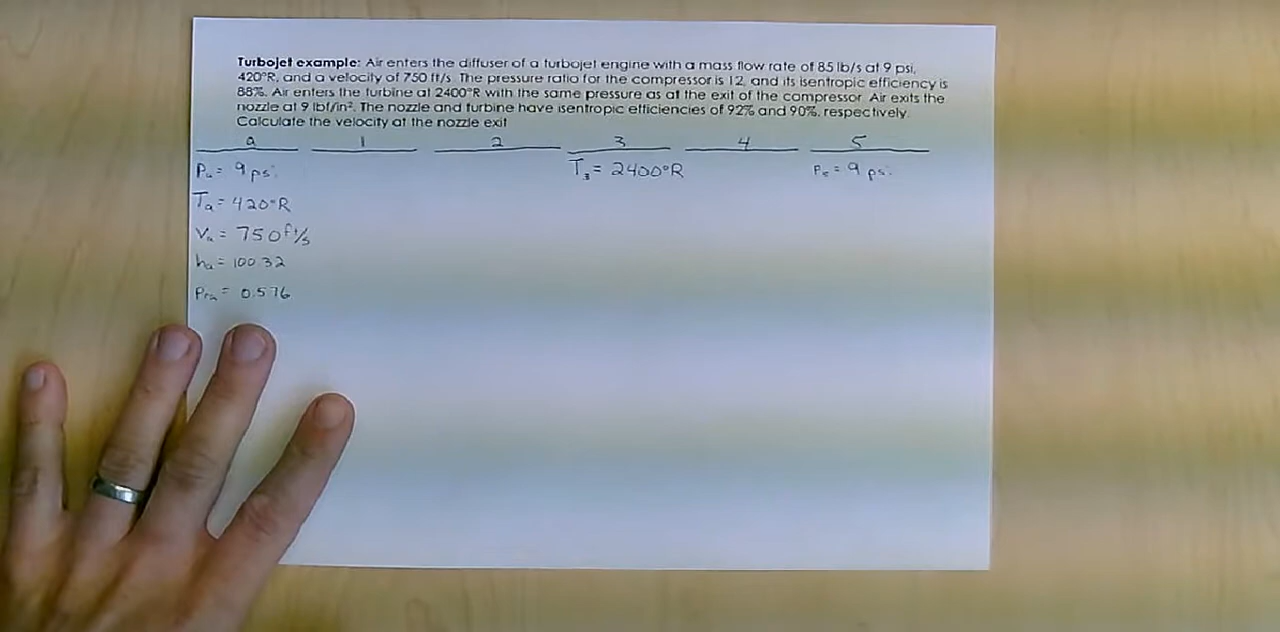 Turbojet example: Air enters the diffuser of a turbojet engine with a mass flow rate of 85 lb/s at 9 psi,
420°R, and a velocity of 750 ft/s. The pressure ratio for the compressor is 12, and its isentropic efficiency is
88%. Air enters the turbine at 2400°R with the same pressure as at the exit of the compressor. Air exits the
nozzle at 9 lbf/in². The nozzle and turbine have isentropic efficiencies of 92% and 90%, respectively.
Calculate the velocity at the nozzle exit
a 1 2 3 4 5
Pa = 9 psi T3 = 2400°R P5 = 9 psi
Ta = 420°R
Va = 750 ft/s
ha = 100.32
Pra = 0.576